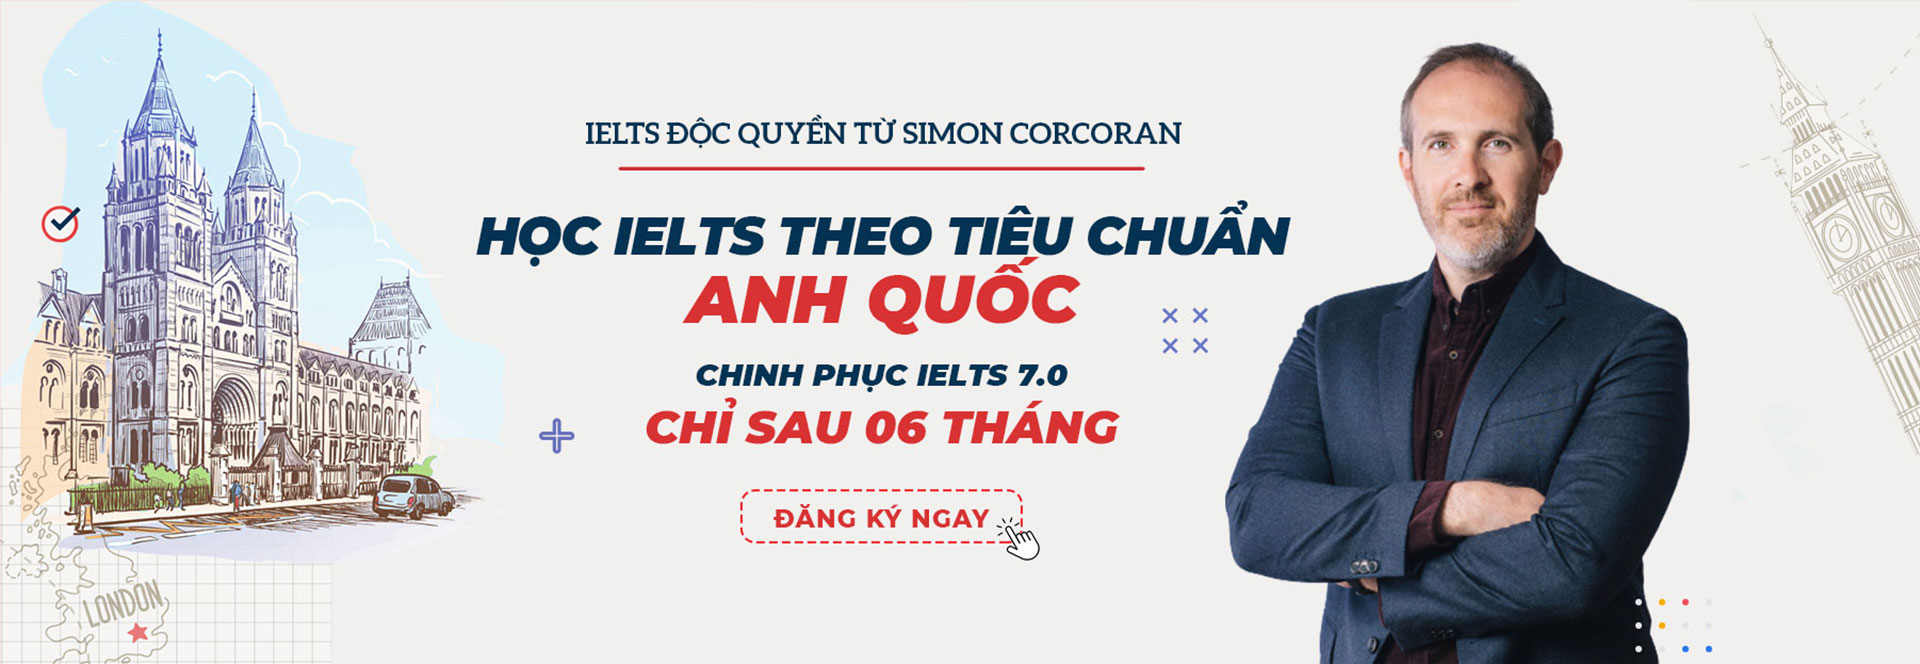 IELTS ĐỘC QUYỀN TỪ SIMON CORCORAN
HỌC IELTS THEO TIÊU CHUẨN
ANH QUỐC
CHINH PHỤC IELTS 7.0
CHỈ SAU 06 THÁNG
ĐĂNG KÝ NGAY
LONDON